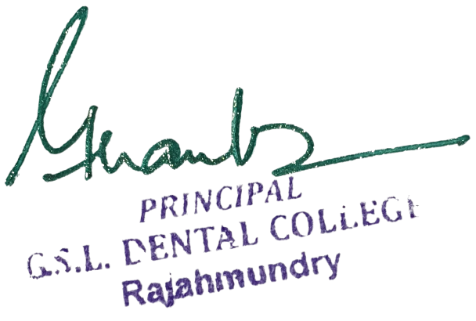 PRINCIPAL
G.S.L. DENTAL COLLEGE
Rajahmundry